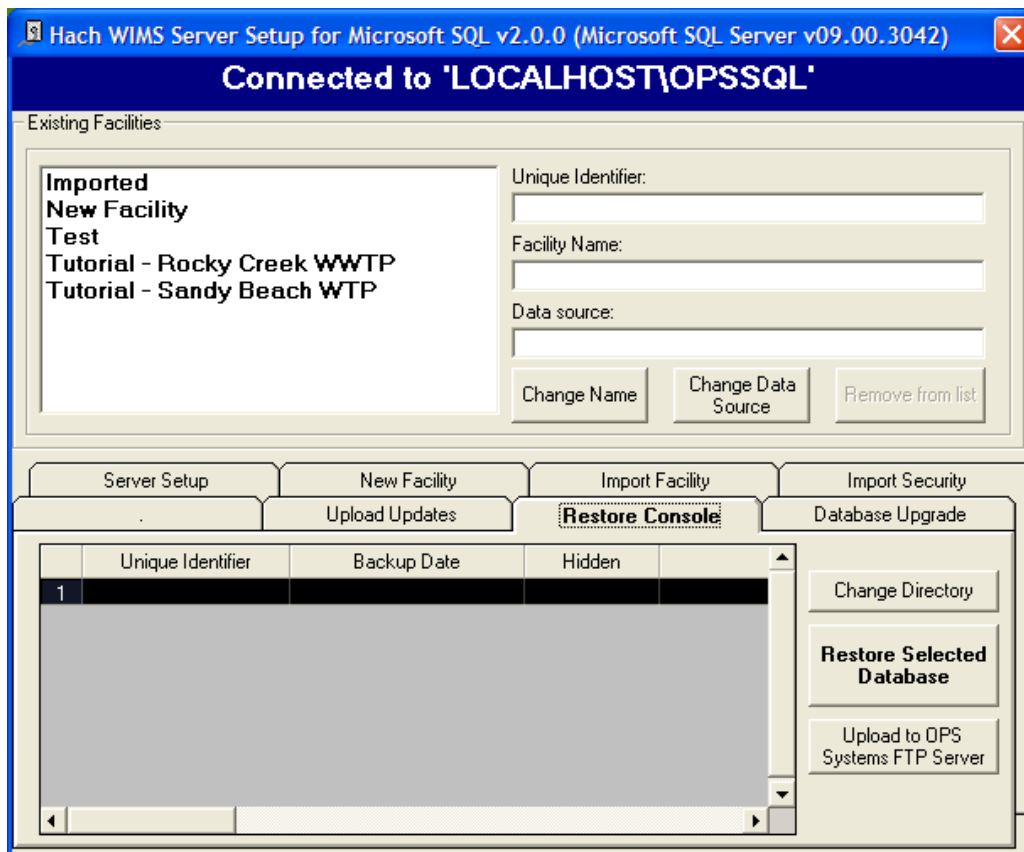 Hach WIMS Server Setup for Microsoft SQL v2.0.0 (Microsoft SQL Server v09.00.3042)
Connected to 'LOCALHOST\OPSSQL'
Existing Facilities
Imported
New Facility
Test
Tutorial - Rocky Creek WWTP
Tutorial - Sandy Beach WTP
Unique Identifier:
Facility Name:
Data source:
Change Name
Change Data
Source
Remove from list
Server Setup
New Facility
Import Facility
Import Security
.
Upload Updates
Restore Console
Database Upgrade
Unique Identifier
Backup Date
Hidden
1
Change Directory
Restore Selected
Database
Upload to OPS
Systems FTP Server